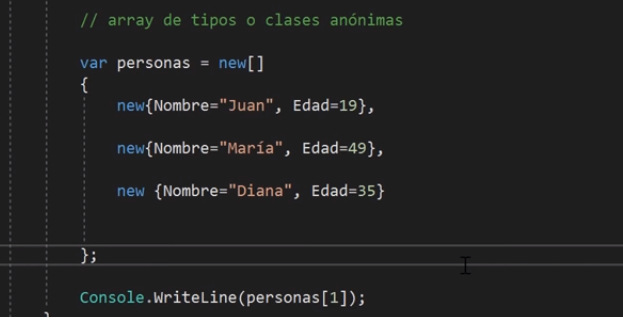 // array de tipos o clases anónimas
var personas = new[]
{
new{Nombre="Juan", Edad=19},
new{Nombre="María", Edad=49},
new {Nombre="Diana", Edad=35}
};
Console.WriteLine(personas[1]);